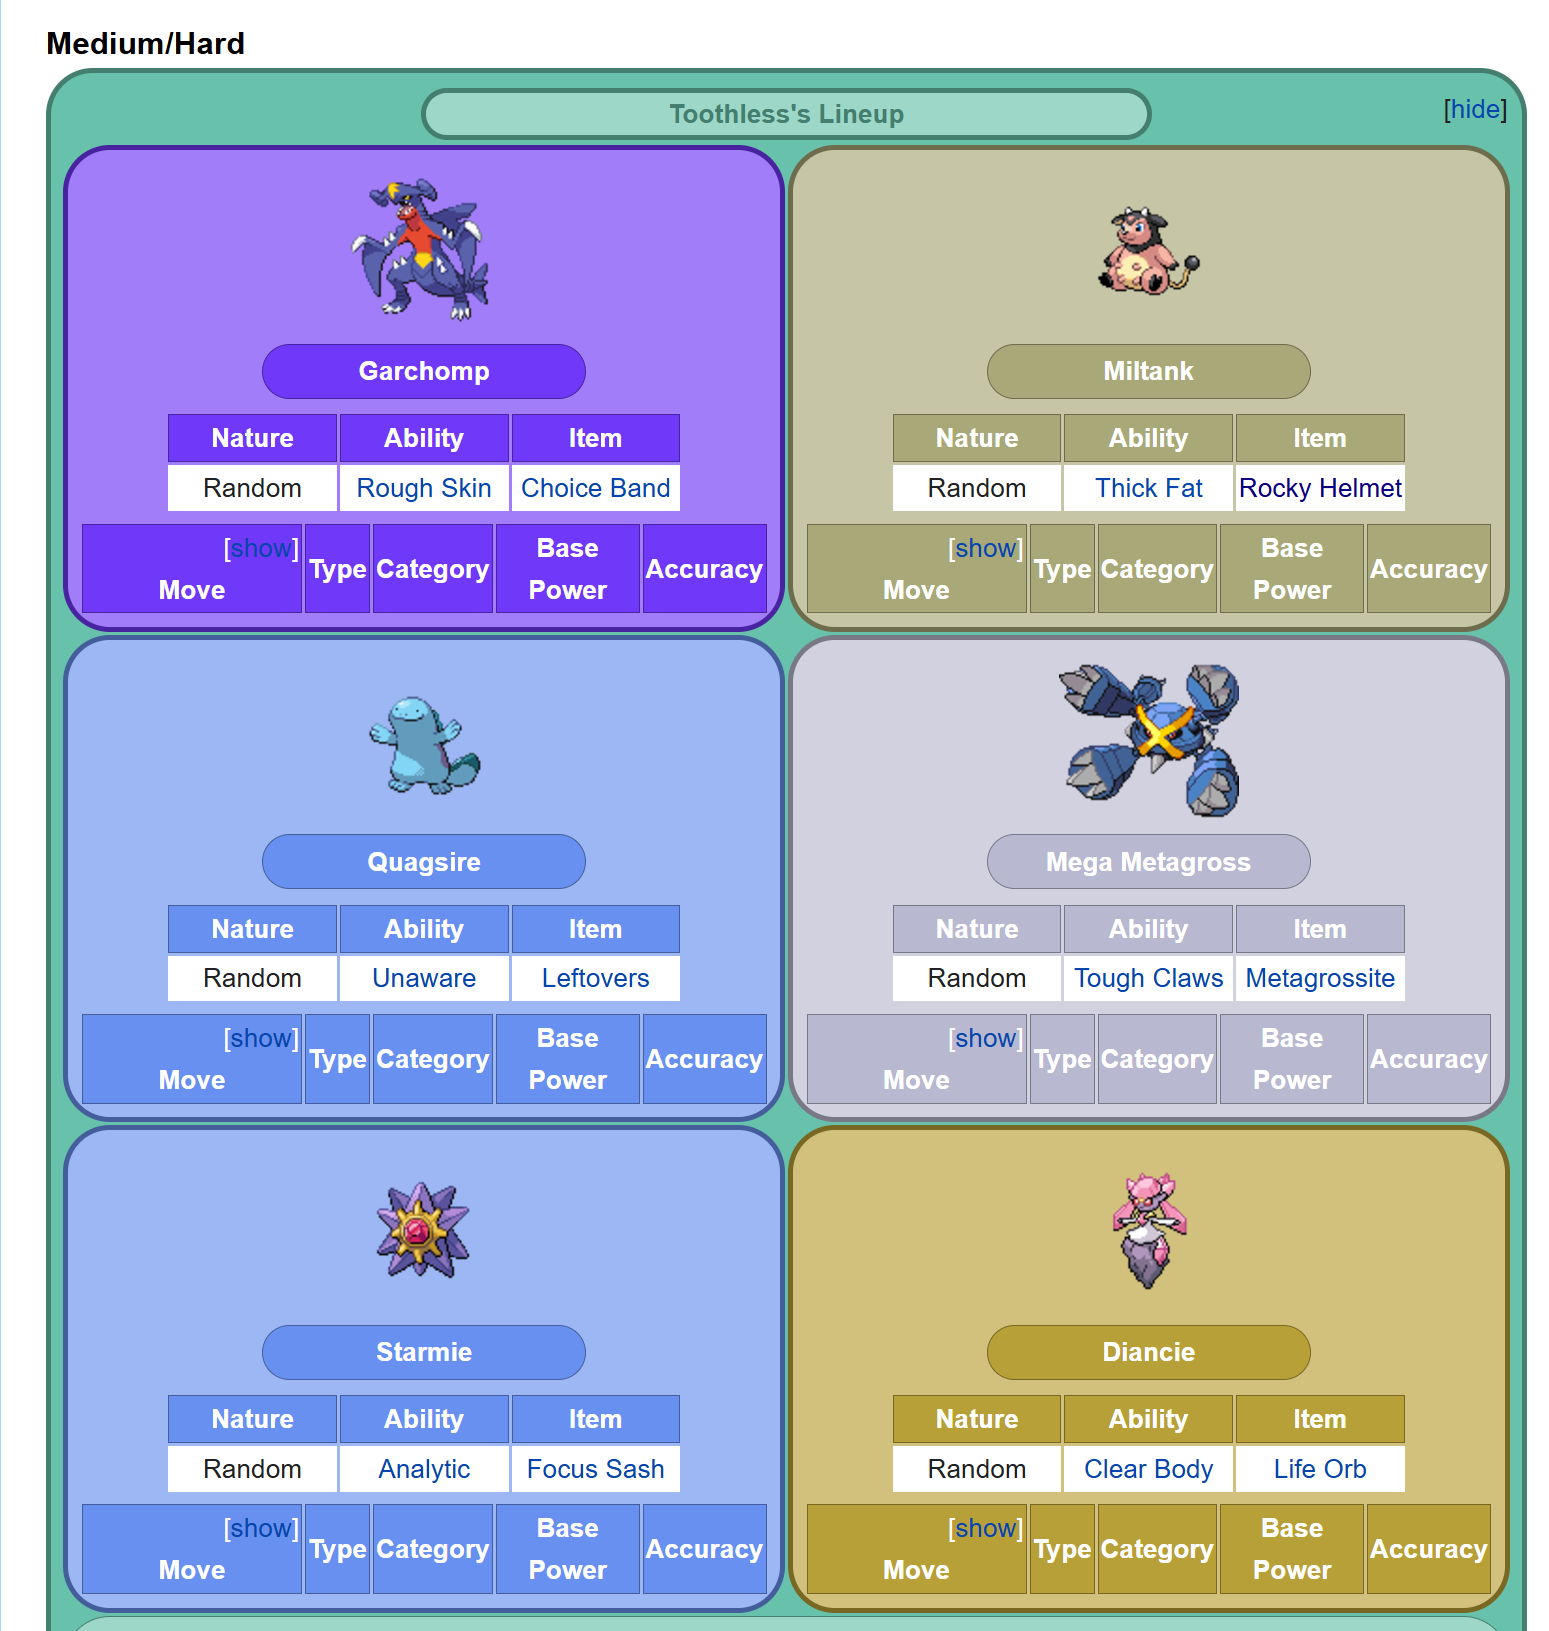 Medium/Hard
Toothless's Lineup
[hide]
Garchomp
Nature Ability Item
Random Rough Skin Choice Band
[show]
Move Type Category Base Power Accuracy
Miltank
Nature Ability Item
Random Thick Fat Rocky Helmet
[show]
Move Type Category Base Power Accuracy
Quagsire
Nature Ability Item
Random Unaware Leftovers
[show]
Move Type Category Base Power Accuracy
Mega Metagross
Nature Ability Item
Random Tough Claws Metagrossite
[show]
Move Type Category Base Power Accuracy
Starmie
Nature Ability Item
Random Analytic Focus Sash
[show]
Move Type Category Base Power Accuracy
Diancie
Nature Ability Item
Random Clear Body Life Orb
[show]
Move Type Category Base Power Accuracy